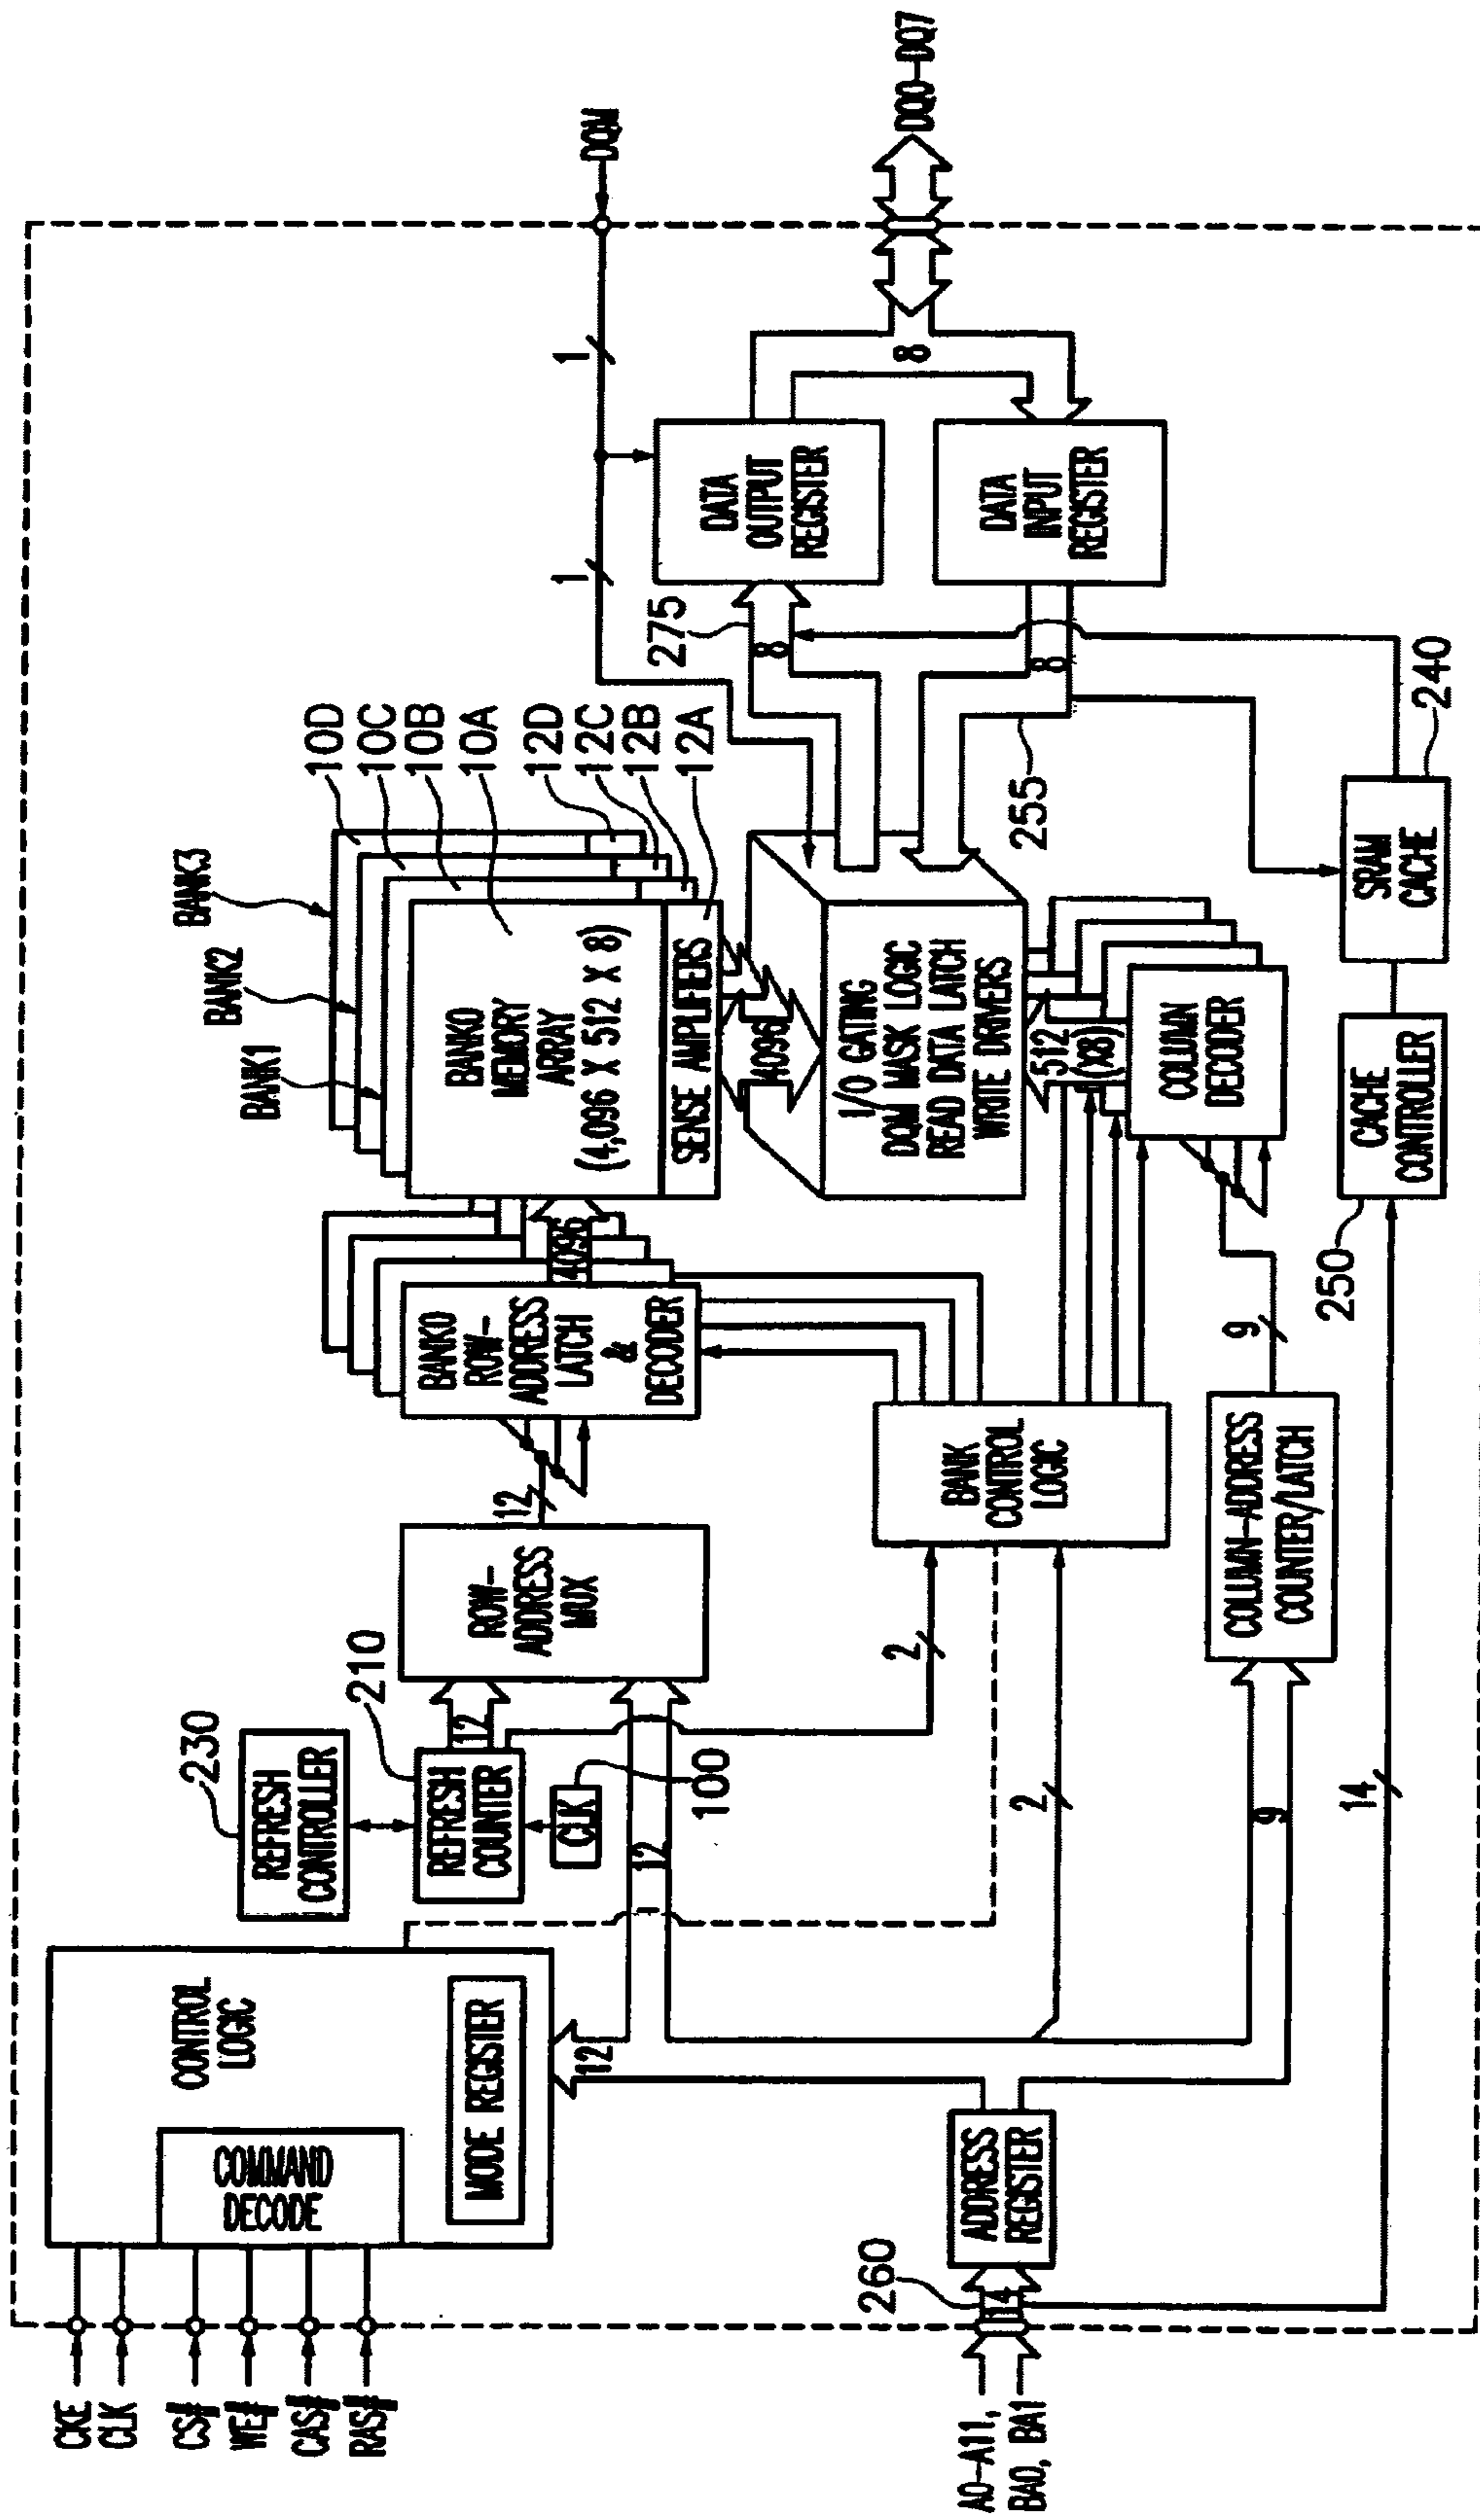 CKE
CLK
CS#
WE#
CAS#
RAS#
CONTROL
LOGIC
COMMAND
DECODE
MODE REGISTER
12
230
REFRESH
CONTROLLER
210
REFRESH
COUNTER
CLK
100
12
12
ROW-
ADDRESS
MUX
12
BANK0
ROW-
ADDRESS
LATCH
&
DECODER
4096
BANK1
BANK2
BANK3
BANK0
MEMORY
ARRAY
(4,096 X 512 X 8)
SENSE AMPLIFIERS
10D
10C
10B
10A
12D
12C
12B
12A
4096
I/O GATING
DQM MASK LOGIC
READ DATA LATCH
WRITE DRIVERS
512
(X8)
COLUMN
DECODER
2
2
BANK
CONTROL
LOGIC
A0-A11,
BA0, BA1
260
14
ADDRESS
REGISTER
9
COLUMN-ADDRESS
COUNTER/LATCH
9
14
250
CACHE
CONTROLLER
SRAM
CACHE
240
255
275
8
8
1
1
DATA
OUTPUT
REGISTER
DATA
INPUT
REGISTER
8
DQM
DQ0-DQ7